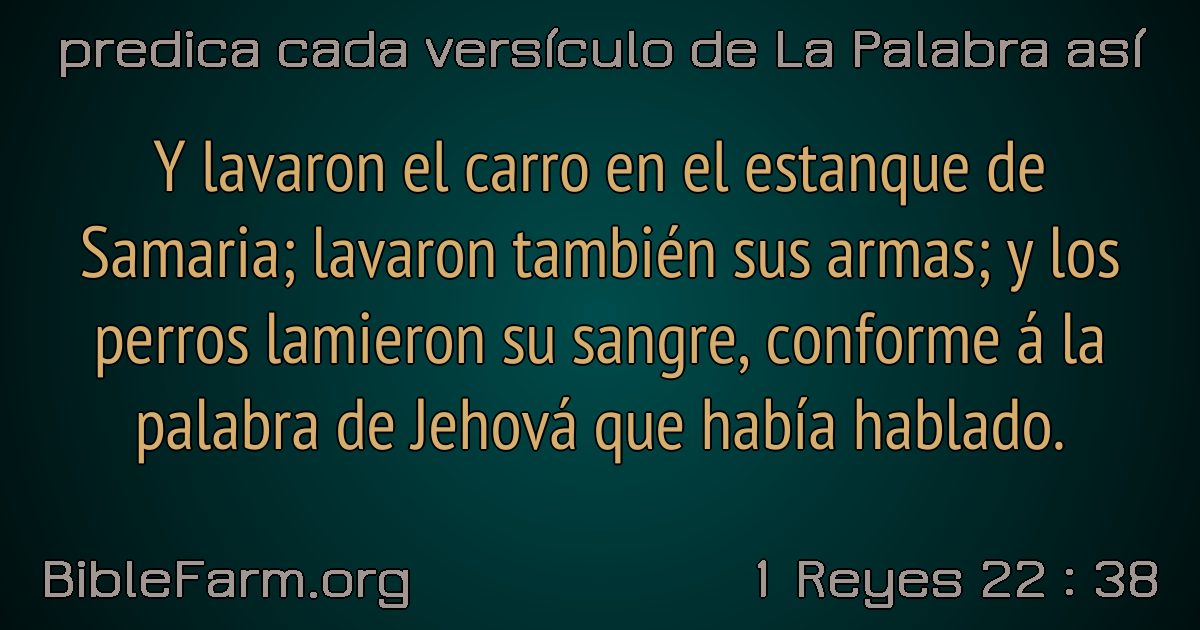 predica cada versículo de La Palabra así
Y lavaron el carro en el estanque de
Samaria; lavaron también sus armas; y los
perros lamieron su sangre, conforme á la
palabra de Jehová que había hablado.
BibleFarm.org
1 Reyes 22 : 38